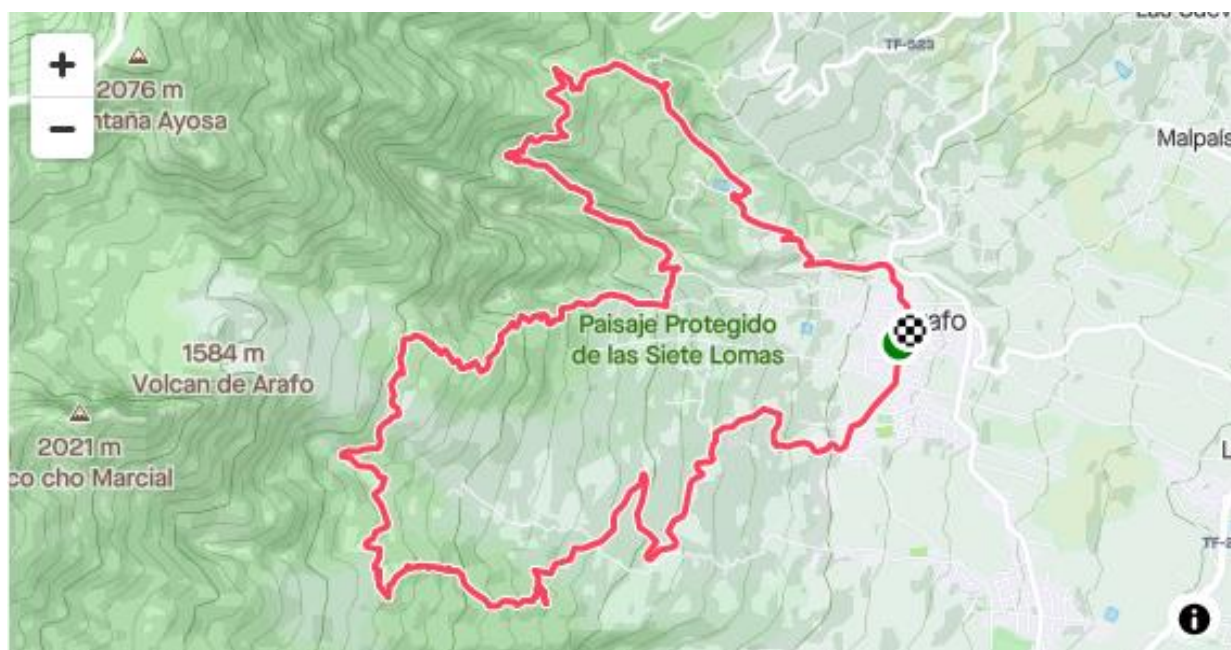 +
−
2076 m
ntaña Ayosa
TF-523
Malpaís
Paisaje Protegido
de las Siete Lomas
afo
1584 m
Volcan de Arafo
2021 m
co cho Marcial
L
i